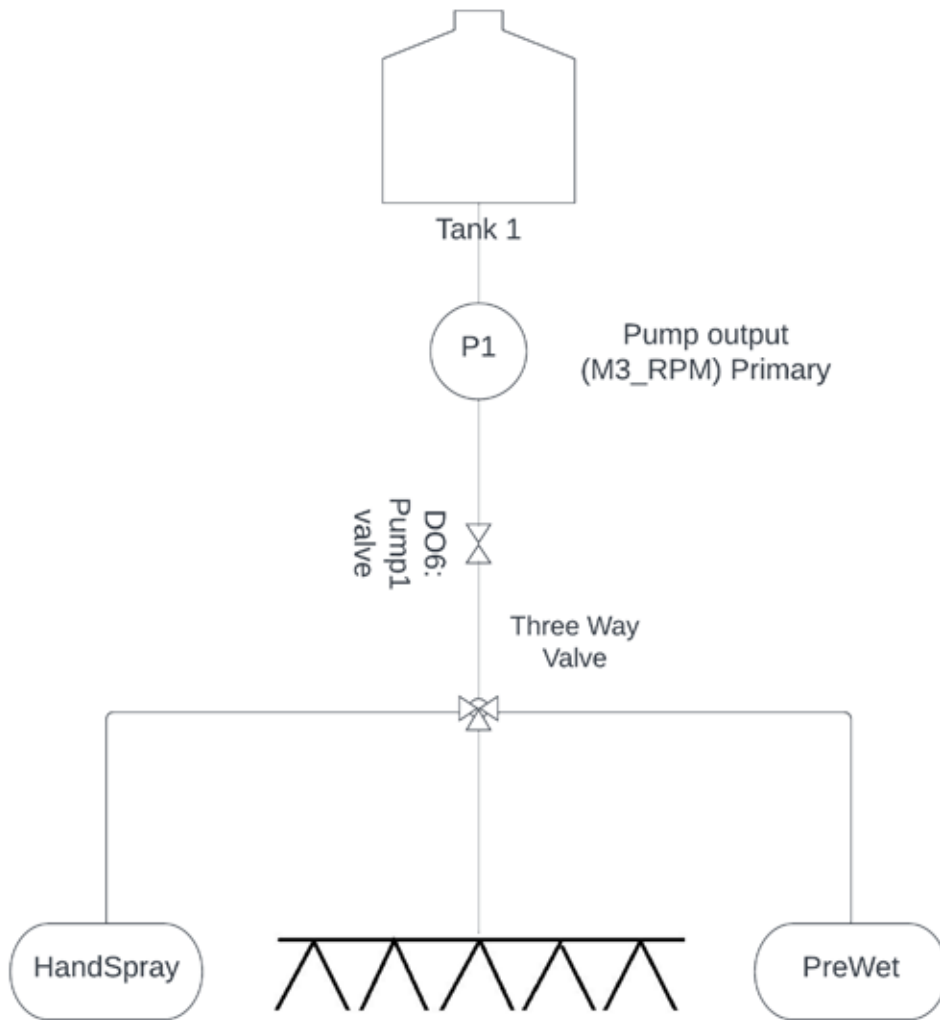 Tank 1
P1
Pump output
(M3_RPM) Primary
DO6:
Pump1
valve
Three Way
Valve
HandSpray
PreWet